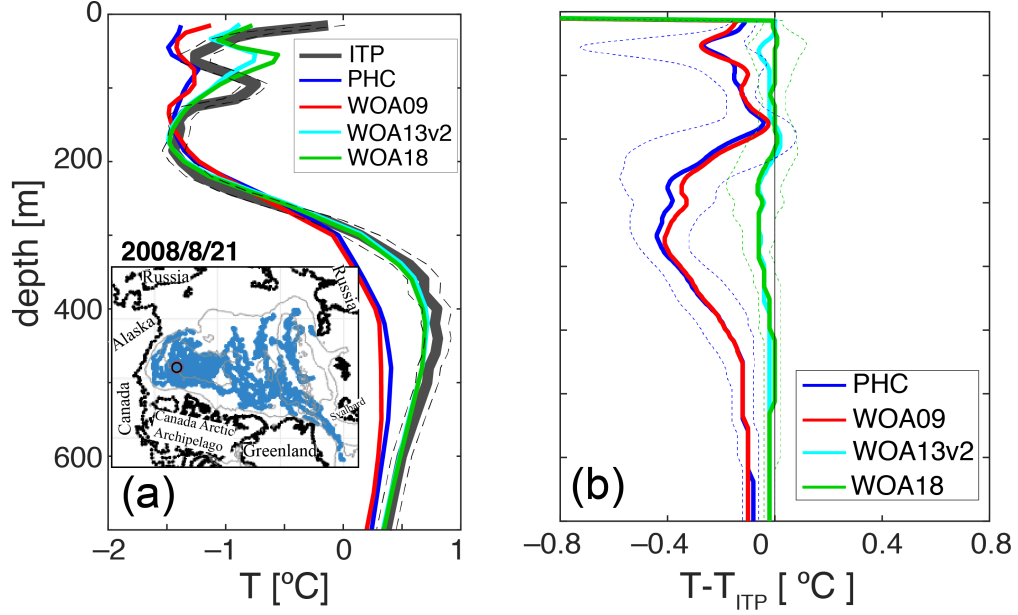 0
200
400
600
depth [m]
ITP
PHC
WOA09
WOA13v2
WOA18
2008/8/21
Russia
Russia
Alaska
Canada
Svalbard
Canada Arctic
Archipelago
Greenland
(a)
−2
−1
0
1
T [ºC]
PHC
WOA09
WOA13v2
WOA18
(b)
−0.8
−0.4
0
0.4
0.8
T-T_ITP [ ºC ]